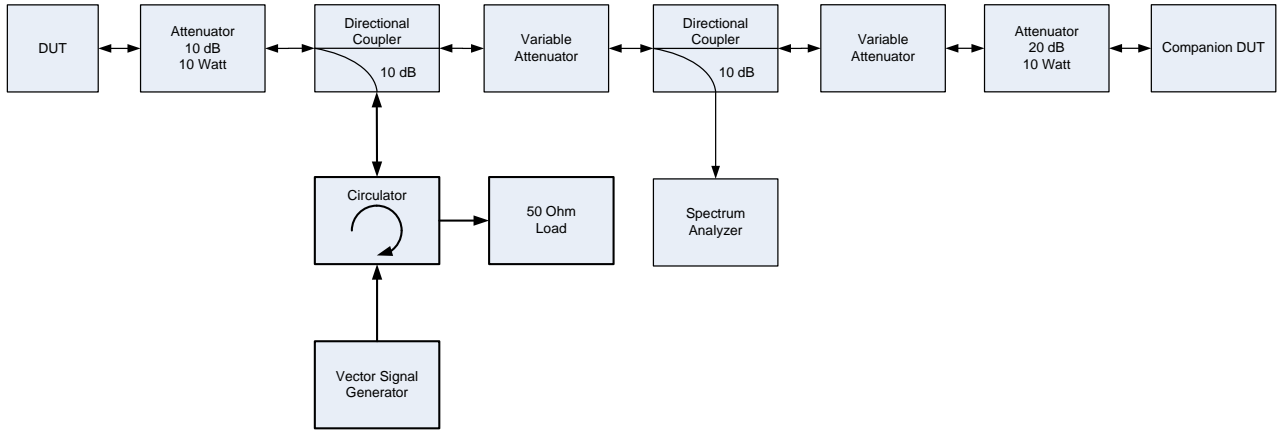 DUT
Attenuator
10 dB
10 Watt
Directional
Coupler
10 dB
Variable
Attenuator
Directional
Coupler
10 dB
Variable
Attenuator
Attenuator
20 dB
10 Watt
Companion DUT
Circulator
50 Ohm
Load
Spectrum
Analyzer
Vector Signal
Generator